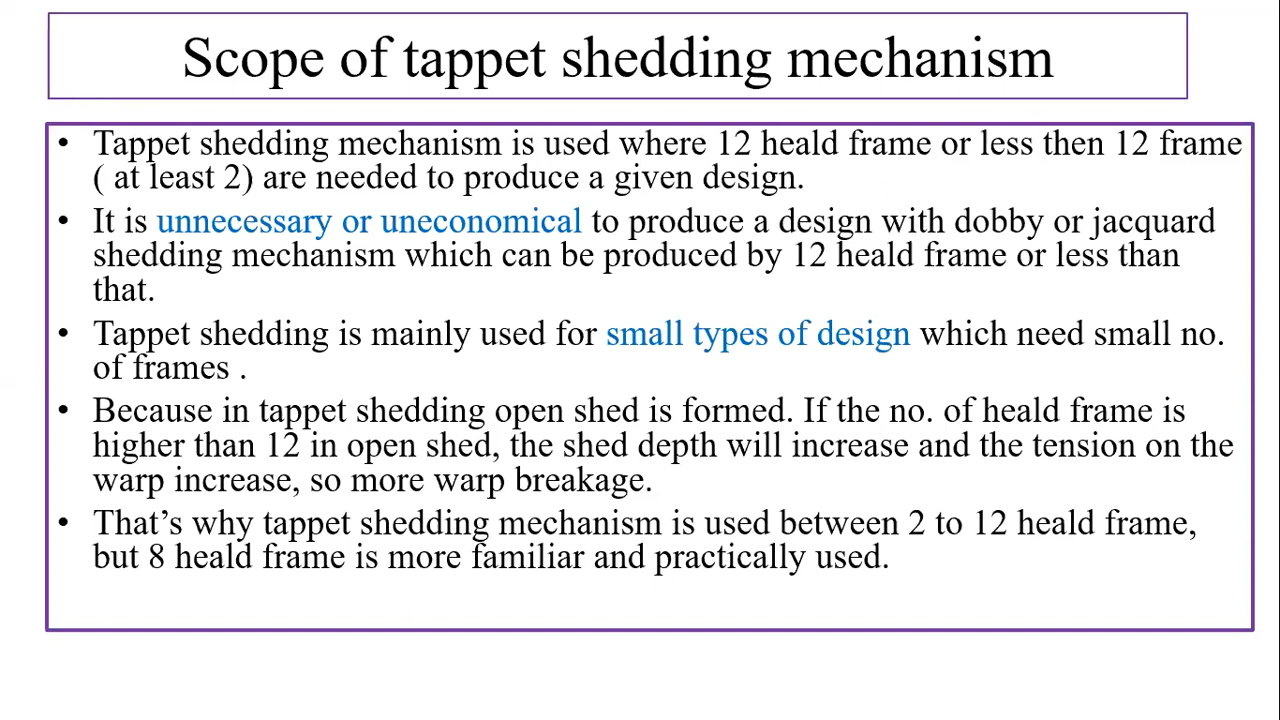 Scope of tappet shedding mechanism
• Tappet shedding mechanism is used where 12 heald frame or less then 12 frame
( at least 2) are needed to produce a given design.
• It is unnecessary or uneconomical to produce a design with dobby or jacquard
shedding mechanism which can be produced by 12 heald frame or less than
that.
• Tappet shedding is mainly used for small types of design which need small no.
of frames .
• Because in tappet shedding open shed is formed. If the no. of heald frame is
higher than 12 in open shed, the shed depth will increase and the tension on the
warp increase, so more warp breakage.
• That’s why tappet shedding mechanism is used between 2 to 12 heald frame,
but 8 heald frame is more familiar and practically used.